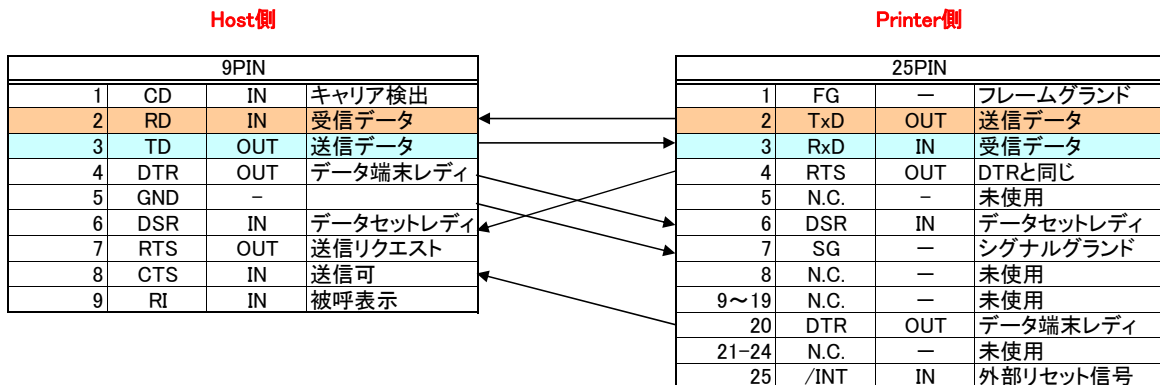 Host側
Printer側
9PIN
1 CD IN キャリア検出
2 RD IN 受信データ
3 TD OUT 送信データ
4 DTR OUT データ端末レディ
5 GND －
6 DSR IN データセットレディ
7 RTS OUT 送信リクエスト
8 CTS IN 送信可
9 RI IN 被呼表示
25PIN
1 FG － フレームグランド
2 TxD OUT 送信データ
3 RxD IN 受信データ
4 RTS OUT DTRと同じ
5 N.C. － 未使用
6 DSR IN データセットレディ
7 SG － シグナルグランド
8 N.C. － 未使用
9～19 N.C. － 未使用
20 DTR OUT データ端末レディ
21-24 N.C. － 未使用
25 /INT IN 外部リセット信号